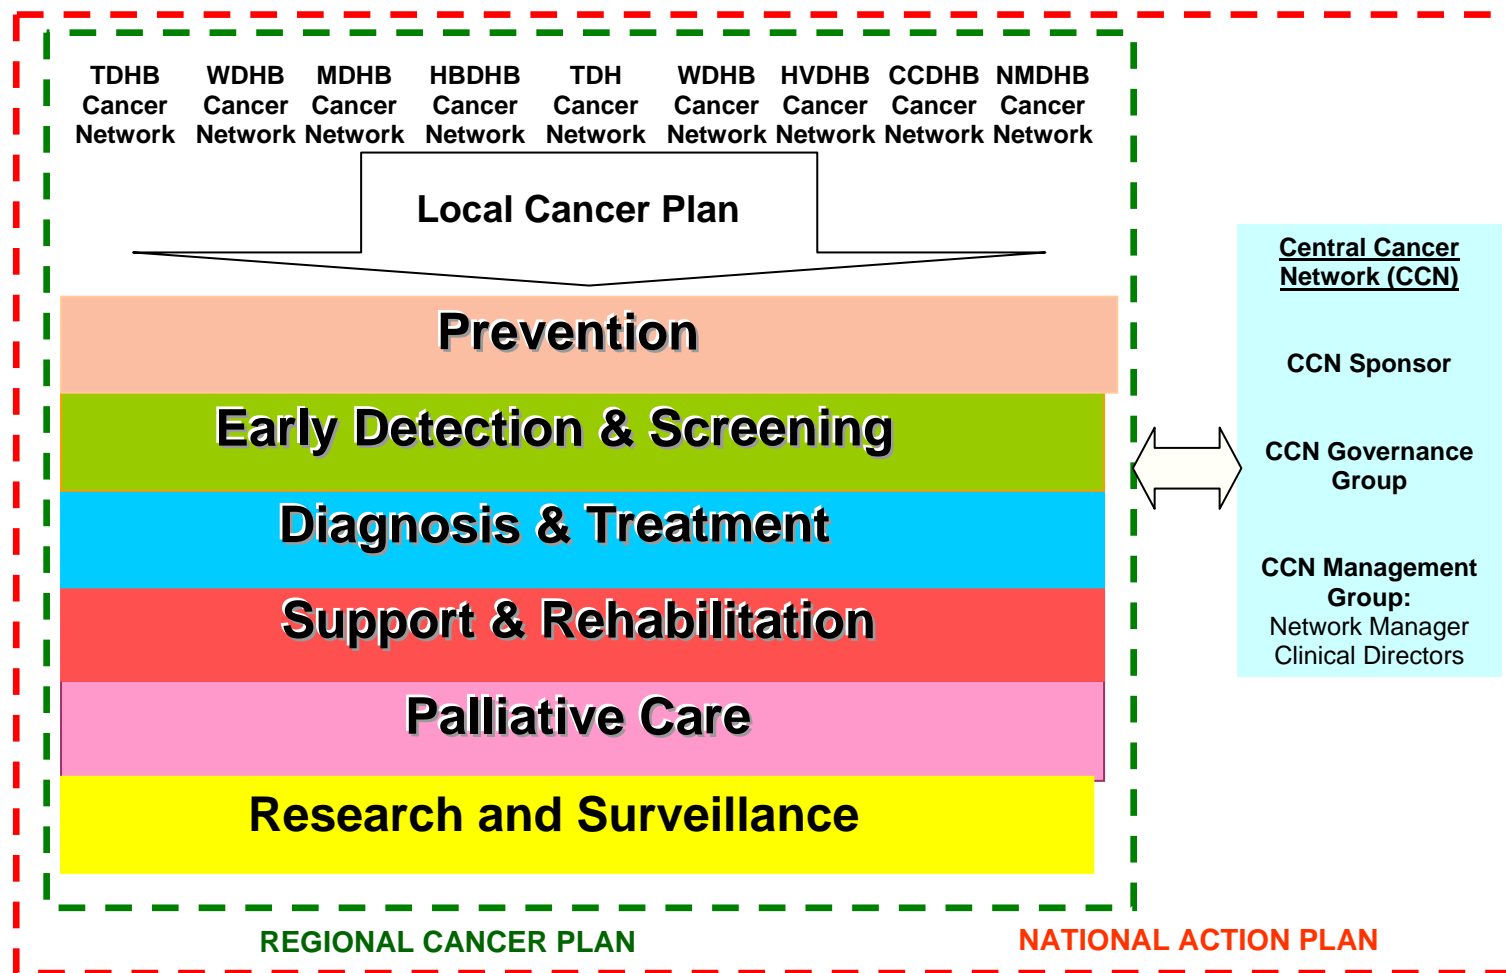 TDHB WDHB MDHB HBDHB TDH WDHB HVDHB CCDHB NMDHB
Cancer Cancer Cancer Cancer Cancer Cancer Cancer Cancer Cancer
Network Network Network Network Network Network Network Network Network
Local Cancer Plan
Prevention
Early Detection & Screening
Diagnosis & Treatment
Support & Rehabilitation
Palliative Care
Research and Surveillance
Central Cancer
Network (CCN)
CCN Sponsor
CCN Governance
Group
CCN Management
Group:
Network Manager
Clinical Directors
REGIONAL CANCER PLAN
NATIONAL ACTION PLAN